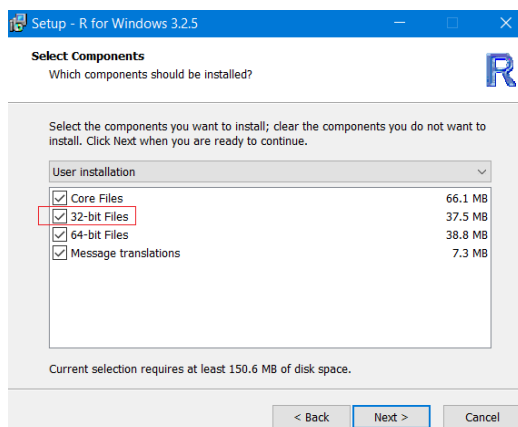 Setup - R for Windows 3.2.5
Select Components
Which components should be installed?
R
Select the components you want to install; clear the components you do not want to
install. Click Next when you are ready to continue.
User installation
Core Files 66.1 MB
32-bit Files 37.5 MB
64-bit Files 38.8 MB
Message translations 7.3 MB
Current selection requires at least 150.6 MB of disk space.
< Back Next > Cancel